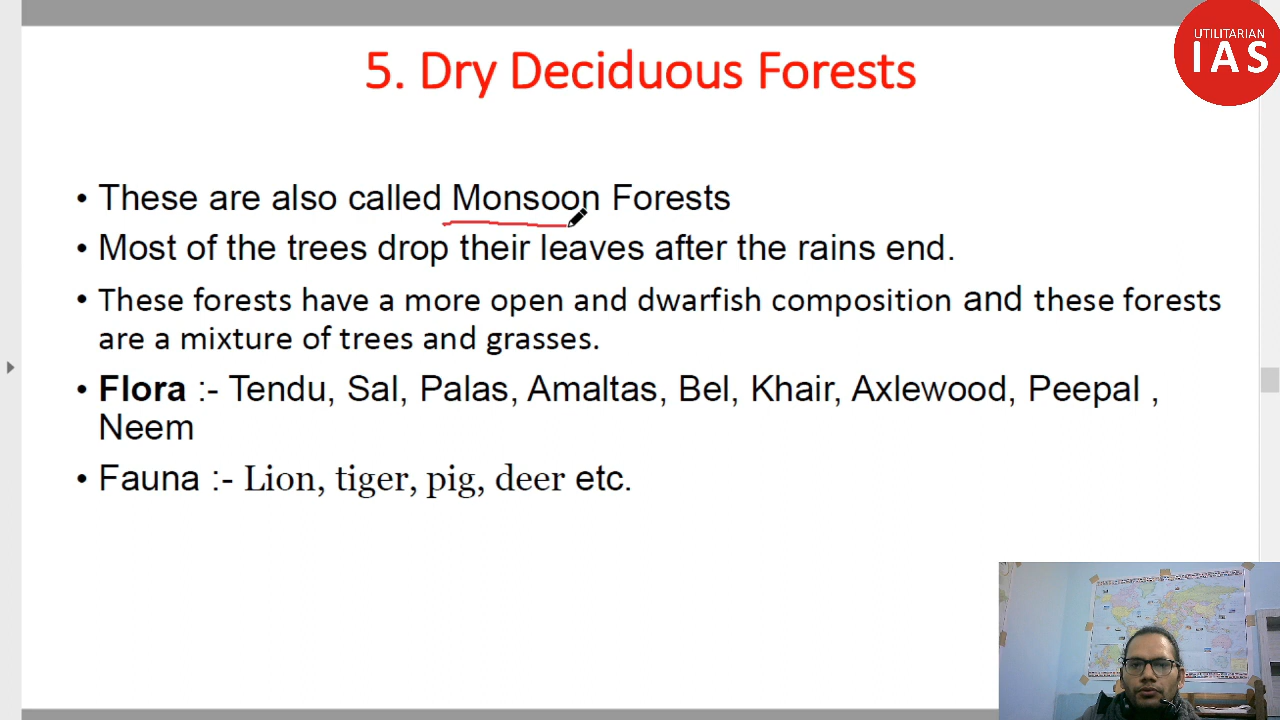 UTILITARIAN
IAS
5. Dry Deciduous Forests
• These are also called Monsoon Forests
• Most of the trees drop their leaves after the rains end.
• These forests have a more open and dwarfish composition and these forests
are a mixture of trees and grasses.
• Flora :- Tendu, Sal, Palas, Amaltas, Bel, Khair, Axlewood, Peepal ,
Neem
• Fauna :- Lion, tiger, pig, deer etc.